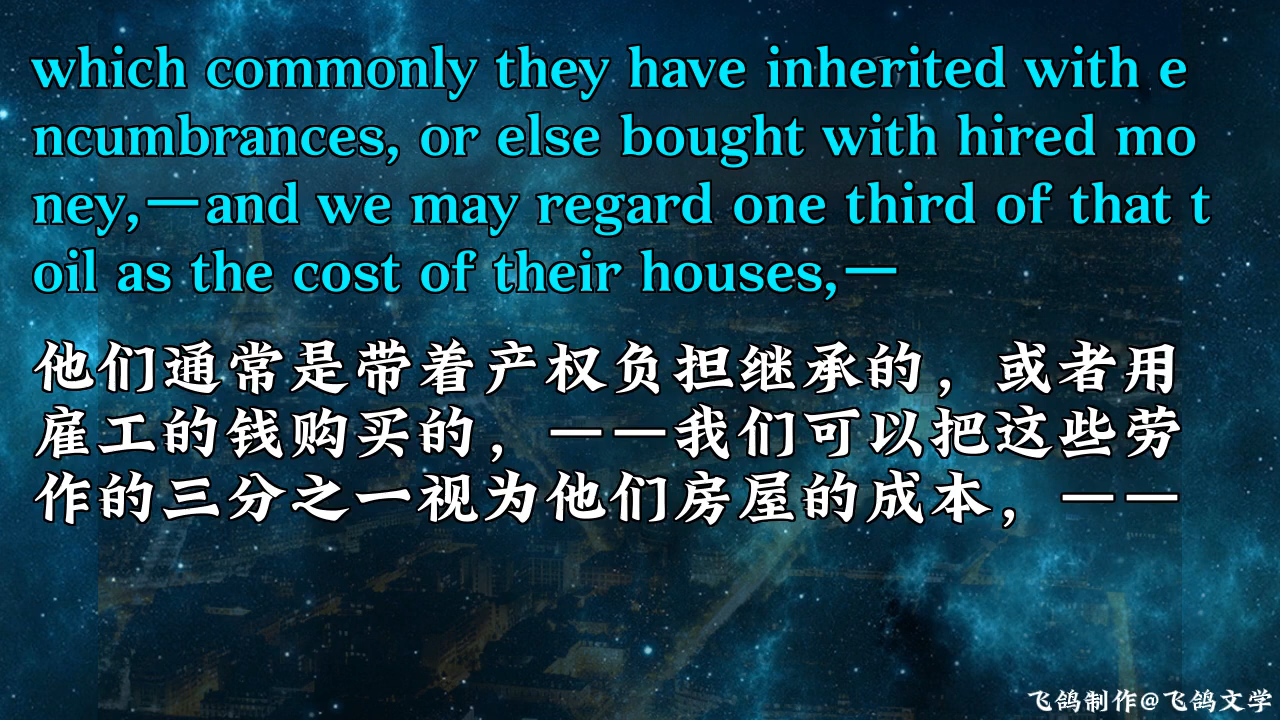 which commonly they have inherited with e
ncumbrances, or else bought with hired mo
ney,—and we may regard one third of that t
oil as the cost of their houses,—
他们通常是带着产权负担继承的，或者用
雇工的钱购买的，——我们可以把这些劳
作的三分之一视为他们房屋的成本，——
飞鸽制作@飞鸽文学